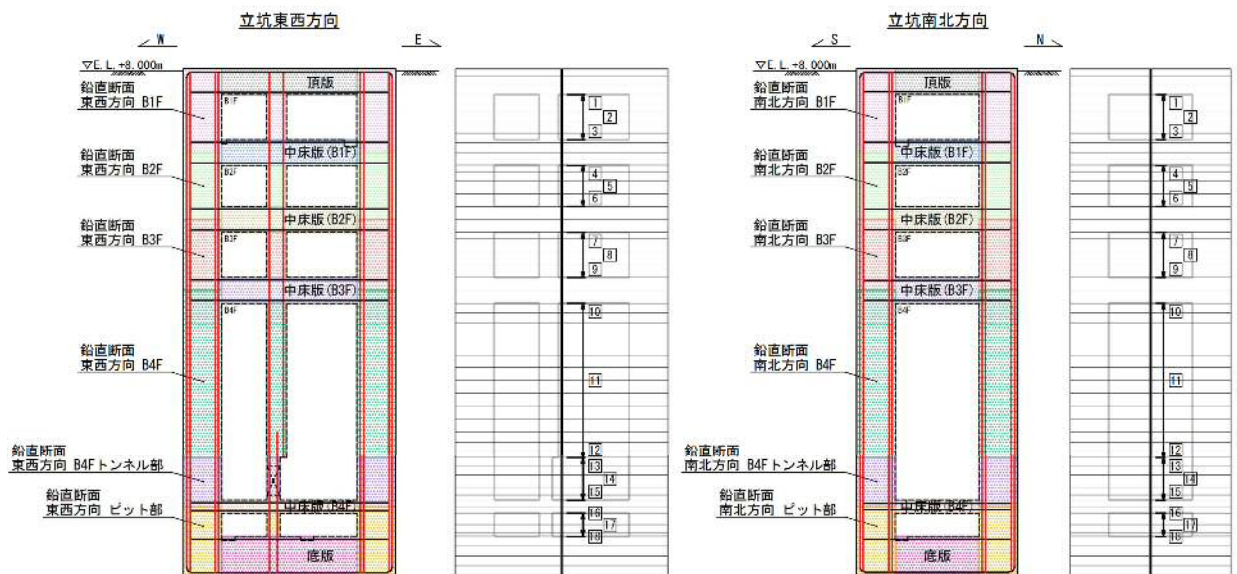 立坑東西方向
W
E
▽E.L.+8.000m
頂版
鉛直断面
東西方向 B1F
B1F
中床版(B1F)
鉛直断面
東西方向 B2F
B2F
中床版(B2F)
鉛直断面
東西方向 B3F
B3F
中床版(B3F)
B4F
鉛直断面
東西方向 B4F
鉛直断面
東西方向 B4Fトンネル部
中床版(B4F)
鉛直断面
東西方向 ピット部
底版
1
2
3
4
5
6
7
8
9
10
11
12
13
14
15
16
17
18
立坑南北方向
S
N
▽E.L.+8.000m
頂版
鉛直断面
南北方向 B1F
B1F
中床版(B1F)
鉛直断面
南北方向 B2F
B2F
中床版(B2F)
鉛直断面
南北方向 B3F
B3F
中床版(B3F)
B4F
鉛直断面
南北方向 B4F
鉛直断面
南北方向 B4Fトンネル部
中床版(B4F)
鉛直断面
南北方向 ピット部
底版
1
2
3
4
5
6
7
8
9
10
11
12
13
14
15
16
17
18